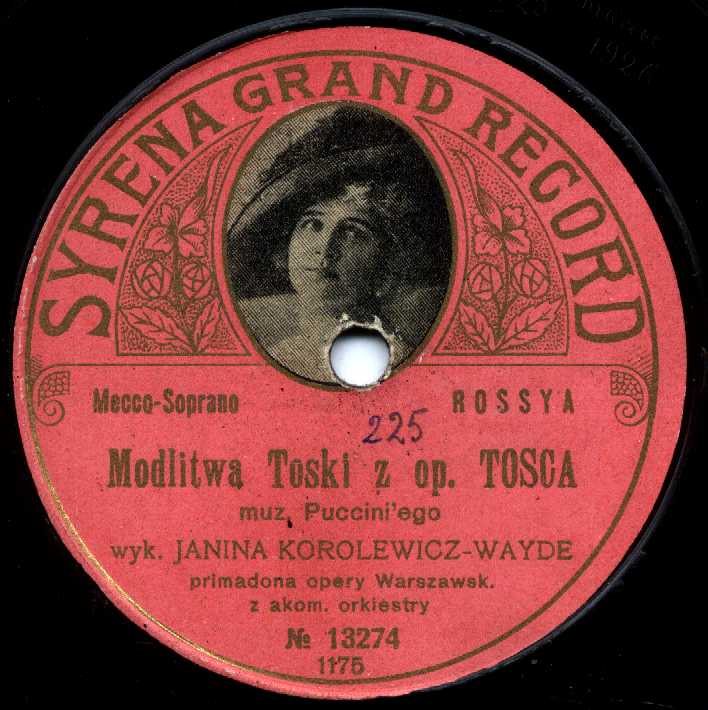 SYRENA GRAND RECORD
Mecco-Soprano ROSSYA
225
Modlitwa Toski z op. TOSCA
muz. Puccini'ego
wyk. JANINA KOROLEWICZ-WAYDE
primadona opery Warszawsk.
z akom. orkiestry
№ 13274
1175